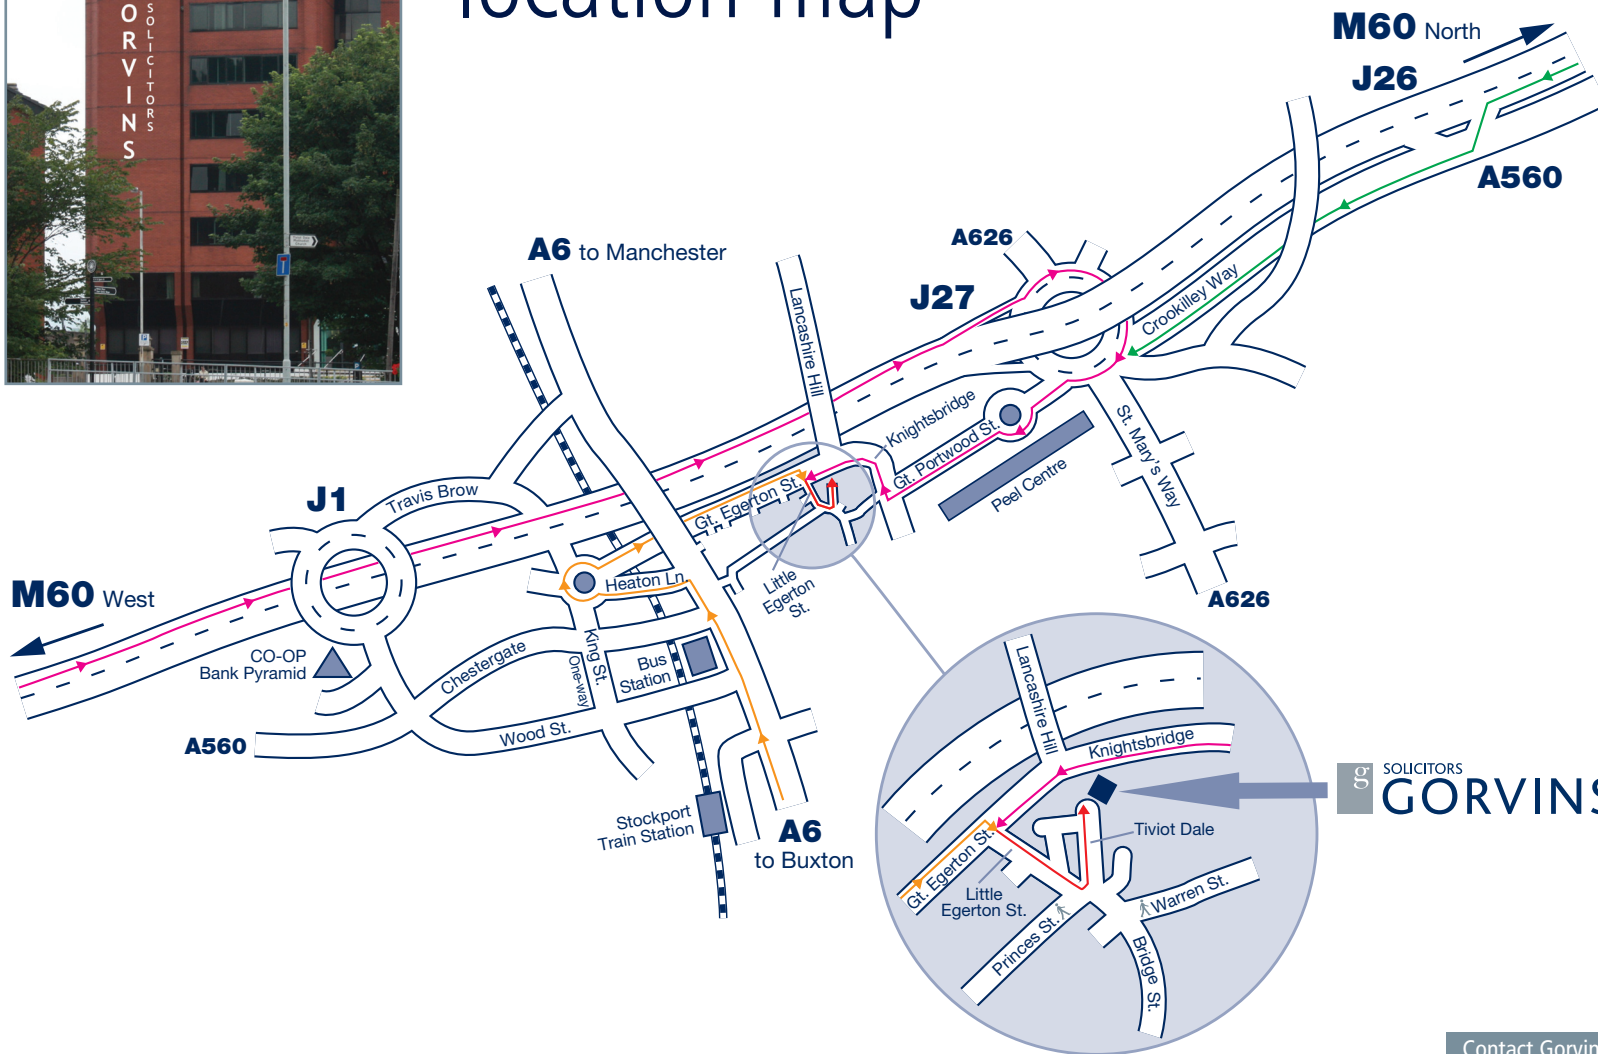 location map
GORVINS
SOLICITORS
M60 North
J26
A560
A626
J27
A6 to Manchester
Lancashire Hill
Crookilley Way
Knightsbridge
Gt. Portwood St.
St. Mary's Way
Peel Centre
Gt. Egerton St.
Travis Brow
J1
M60 West
Heaton Ln.
Little
Egerton
St.
A626
CO-OP
Bank Pyramid
Chestergate
King St.
One-way
Bus
Station
A560
Wood St.
Stockport
Train Station
A6
to Buxton
Lancashire Hill
Knightsbridge
SOLICITORS
g GORVINS
Tiviot Dale
Gt. Egerton St.
Little
Egerton St.
Warren St.
Princes St.
Bridge St.
Contact Gorvin